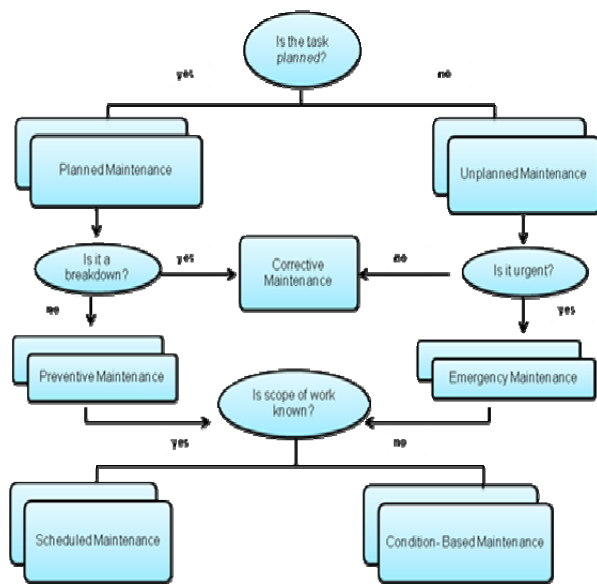 Is the task
planned?
yes
no
Planned Maintenance
Unplanned Maintenance
Is it a
breakdown?
yes
Corrective
Maintenance
no
Is it urgent?
no
yes
Preventive Maintenance
Is scope of work
known?
Emergency Maintenance
yes
no
Scheduled Maintenance
Condition- Based Maintenance